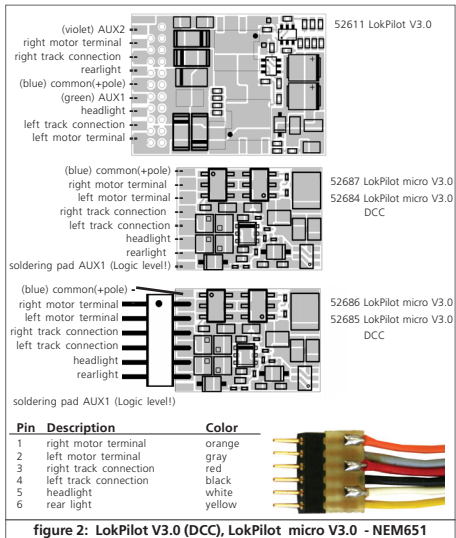 (violet) AUX2
right motor terminal
right track connection
rearlight
(blue) common(+pole)
(green) AUX1
headlight
left track connection
left motor terminal
52611 LokPilot V3.0
(blue) common(+pole)
right motor terminal
left motor terminal
right track connection
left track connection
headlight
rearlight
soldering pad AUX1 (Logic level!)
52687 LokPilot micro V3.0
52684 LokPilot micro V3.0
DCC
(blue) common(+pole)
right motor terminal
left motor terminal
right track connection
left track connection
headlight
rearlight
soldering pad AUX1 (Logic level!)
52686 LokPilot micro V3.0
52685 LokPilot micro V3.0
DCC
Pin Description Color
1 right motor terminal orange
2 left motor terminal gray
3 right track connection red
4 left track connection black
5 headlight white
6 rear light yellow
figure 2: LokPilot V3.0 (DCC), LokPilot micro V3.0 - NEM651